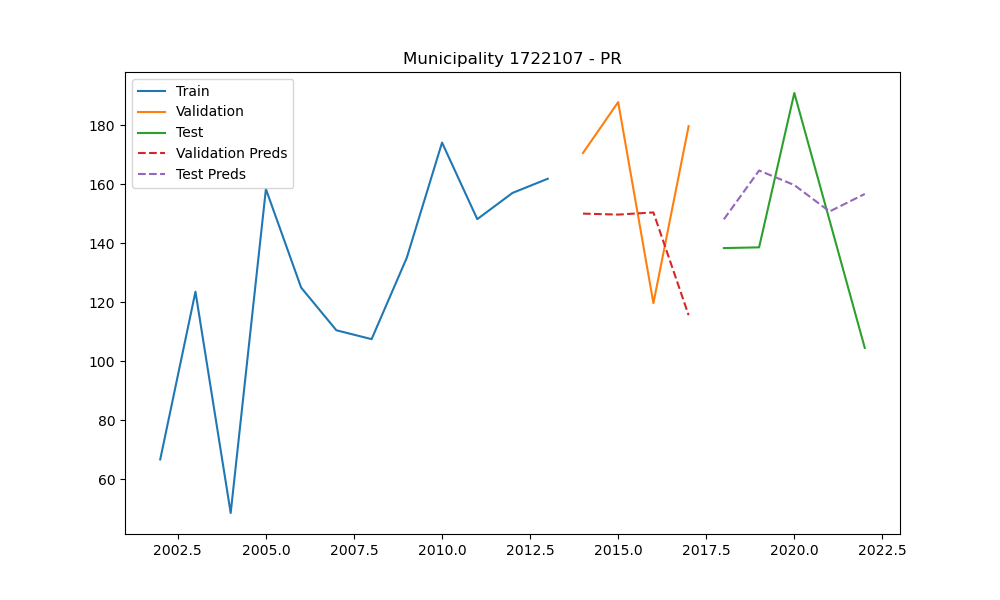 Municipality 1722107 - PR
Train
Validation
Test
Validation Preds
Test Preds
180
160
140
120
100
80
60
2002.5 2005.0 2007.5 2010.0 2012.5 2015.0 2017.5 2020.0 2022.5